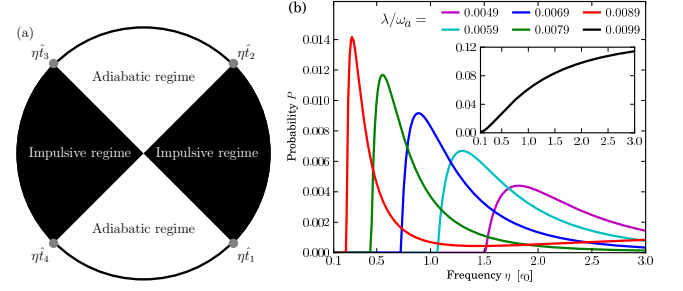 (a)
ηt̂₃
ηt̂₂
Adiabatic regime
Impulsive regime
Impulsive regime
Adiabatic regime
ηt̂₄
ηt̂₁
(b)
λ/ωₐ =
0.0049
0.0069
0.0089
0.0059
0.0079
0.0099
Probability P
0.014
0.012
0.010
0.008
0.006
0.004
0.002
0.000
0.1
0.5
1.0
1.5
2.0
2.5
3.0
Frequency η [ϵ₀]
0.12
0.08
0.04
0.00
0.1 0.5 1.0 1.5 2.0 2.5 3.0